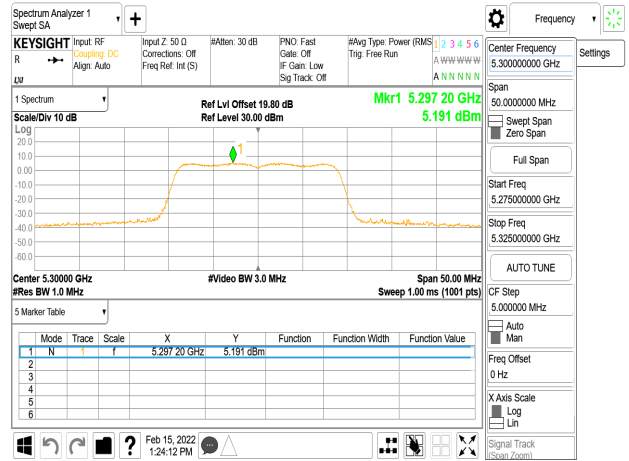 Spectrum Analyzer 1
Swept SA
Frequency
KEYSIGHT
R
Input: RF
Coupling: DC
Align: Auto
Input Z: 50 Ω
Corrections: Off
Freq Ref: Int (S)
#Atten: 30 dB
PNO: Fast
Gate: Off
IF Gain: Low
Sig Track: Off
#Avg Type: Power (RMS
Trig: Free Run
1 2 3 4 5 6
A W W W W W
A N N N N N
Center Frequency
5.300000000 GHz
Settings
Span
50.0000000 MHz
Swept Span
Zero Span
Full Span
Start Freq
5.275000000 GHz
Stop Freq
5.325000000 GHz
AUTO TUNE
CF Step
5.000000 MHz
Auto
Man
Freq Offset
0 Hz
X Axis Scale
Log
Lin
Signal Track
(Span Zoom)
1 Spectrum
Scale/Div 10 dB
Ref Lvl Offset 19.80 dB
Ref Level 30.00 dBm
Mkr1 5.297 20 GHz
5.191 dBm
Log
20.0
10.0
0.00
-10.0
-20.0
-30.0
-40.0
-50.0
-60.0
1
Center 5.30000 GHz
#Res BW 1.0 MHz
#Video BW 3.0 MHz
Span 50.00 MHz
Sweep 1.00 ms (1001 pts)
5 Marker Table
Mode Trace Scale X Y Function Function Width Function Value
1 N 1 f 5.297 20 GHz 5.191 dBm
2
3
4
5
6
Feb 15, 2022
1:24:12 PM